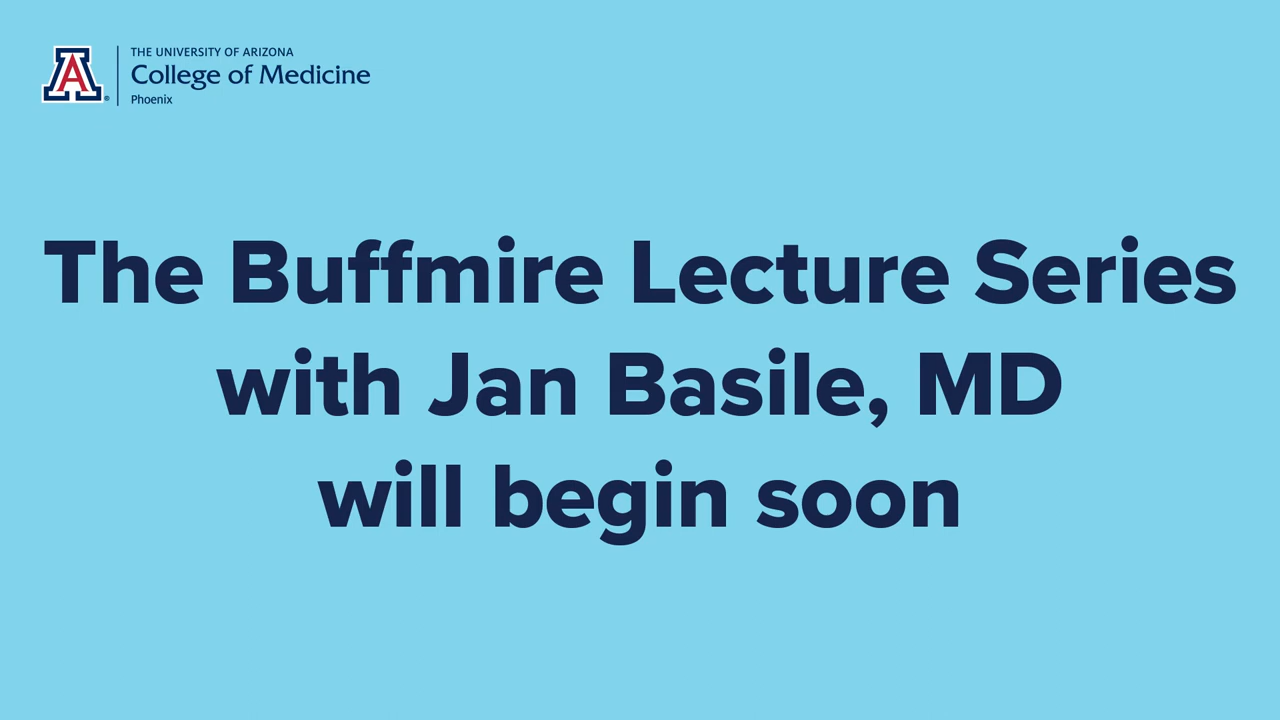 A
THE UNIVERSITY OF ARIZONA
College of Medicine
Phoenix
The Buffmire Lecture Series
with Jan Basile, MD
will begin soon